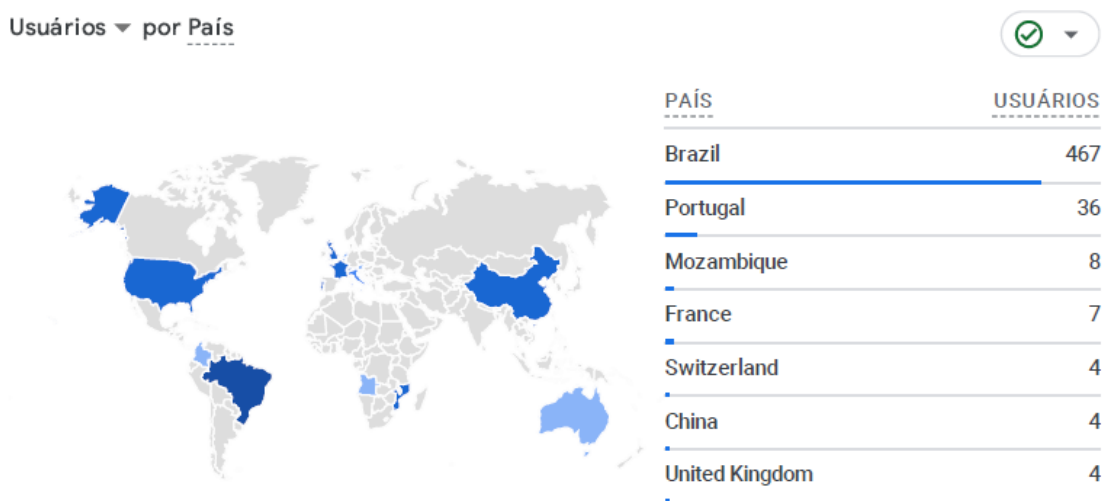 Usuários por País
PAÍS USUÁRIOS
Brazil 467
Portugal 36
Mozambique 8
France 7
Switzerland 4
China 4
United Kingdom 4